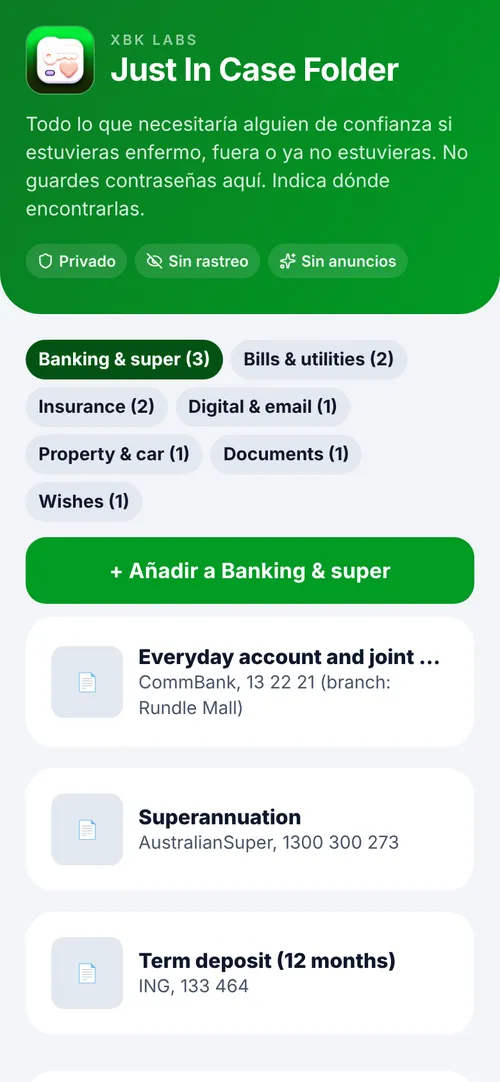 XBK LABS
Just In Case Folder
Todo lo que necesitaría alguien de confianza si
estuvieras enfermo, fuera o ya no estuvieras. No
guardes contraseñas aquí. Indica dónde
encontrarlas.
Privado
Sin rastreo
Sin anuncios
Banking & super (3)
Bills & utilities (2)
Insurance (2)
Digital & email (1)
Property & car (1)
Documents (1)
Wishes (1)
+ Añadir a Banking & super
Everyday account and joint ...
CommBank, 13 22 21 (branch:
Rundle Mall)
Superannuation
AustralianSuper, 1300 300 273
Term deposit (12 months)
ING, 133 464